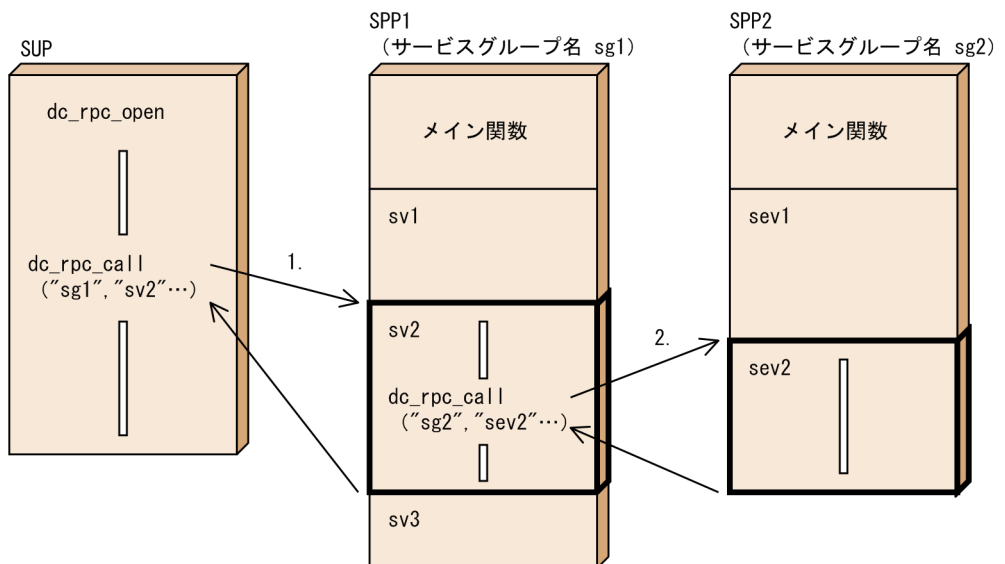 SUP
dc_rpc_open
dc_rpc_call
("sg1","sv2"…)
1.
SPP1
（サービスグループ名 sg1）
メイン関数
sv1
sv2
dc_rpc_call
("sg2","sev2"…)
sv3
2.
SPP2
（サービスグループ名 sg2）
メイン関数
sev1
sev2